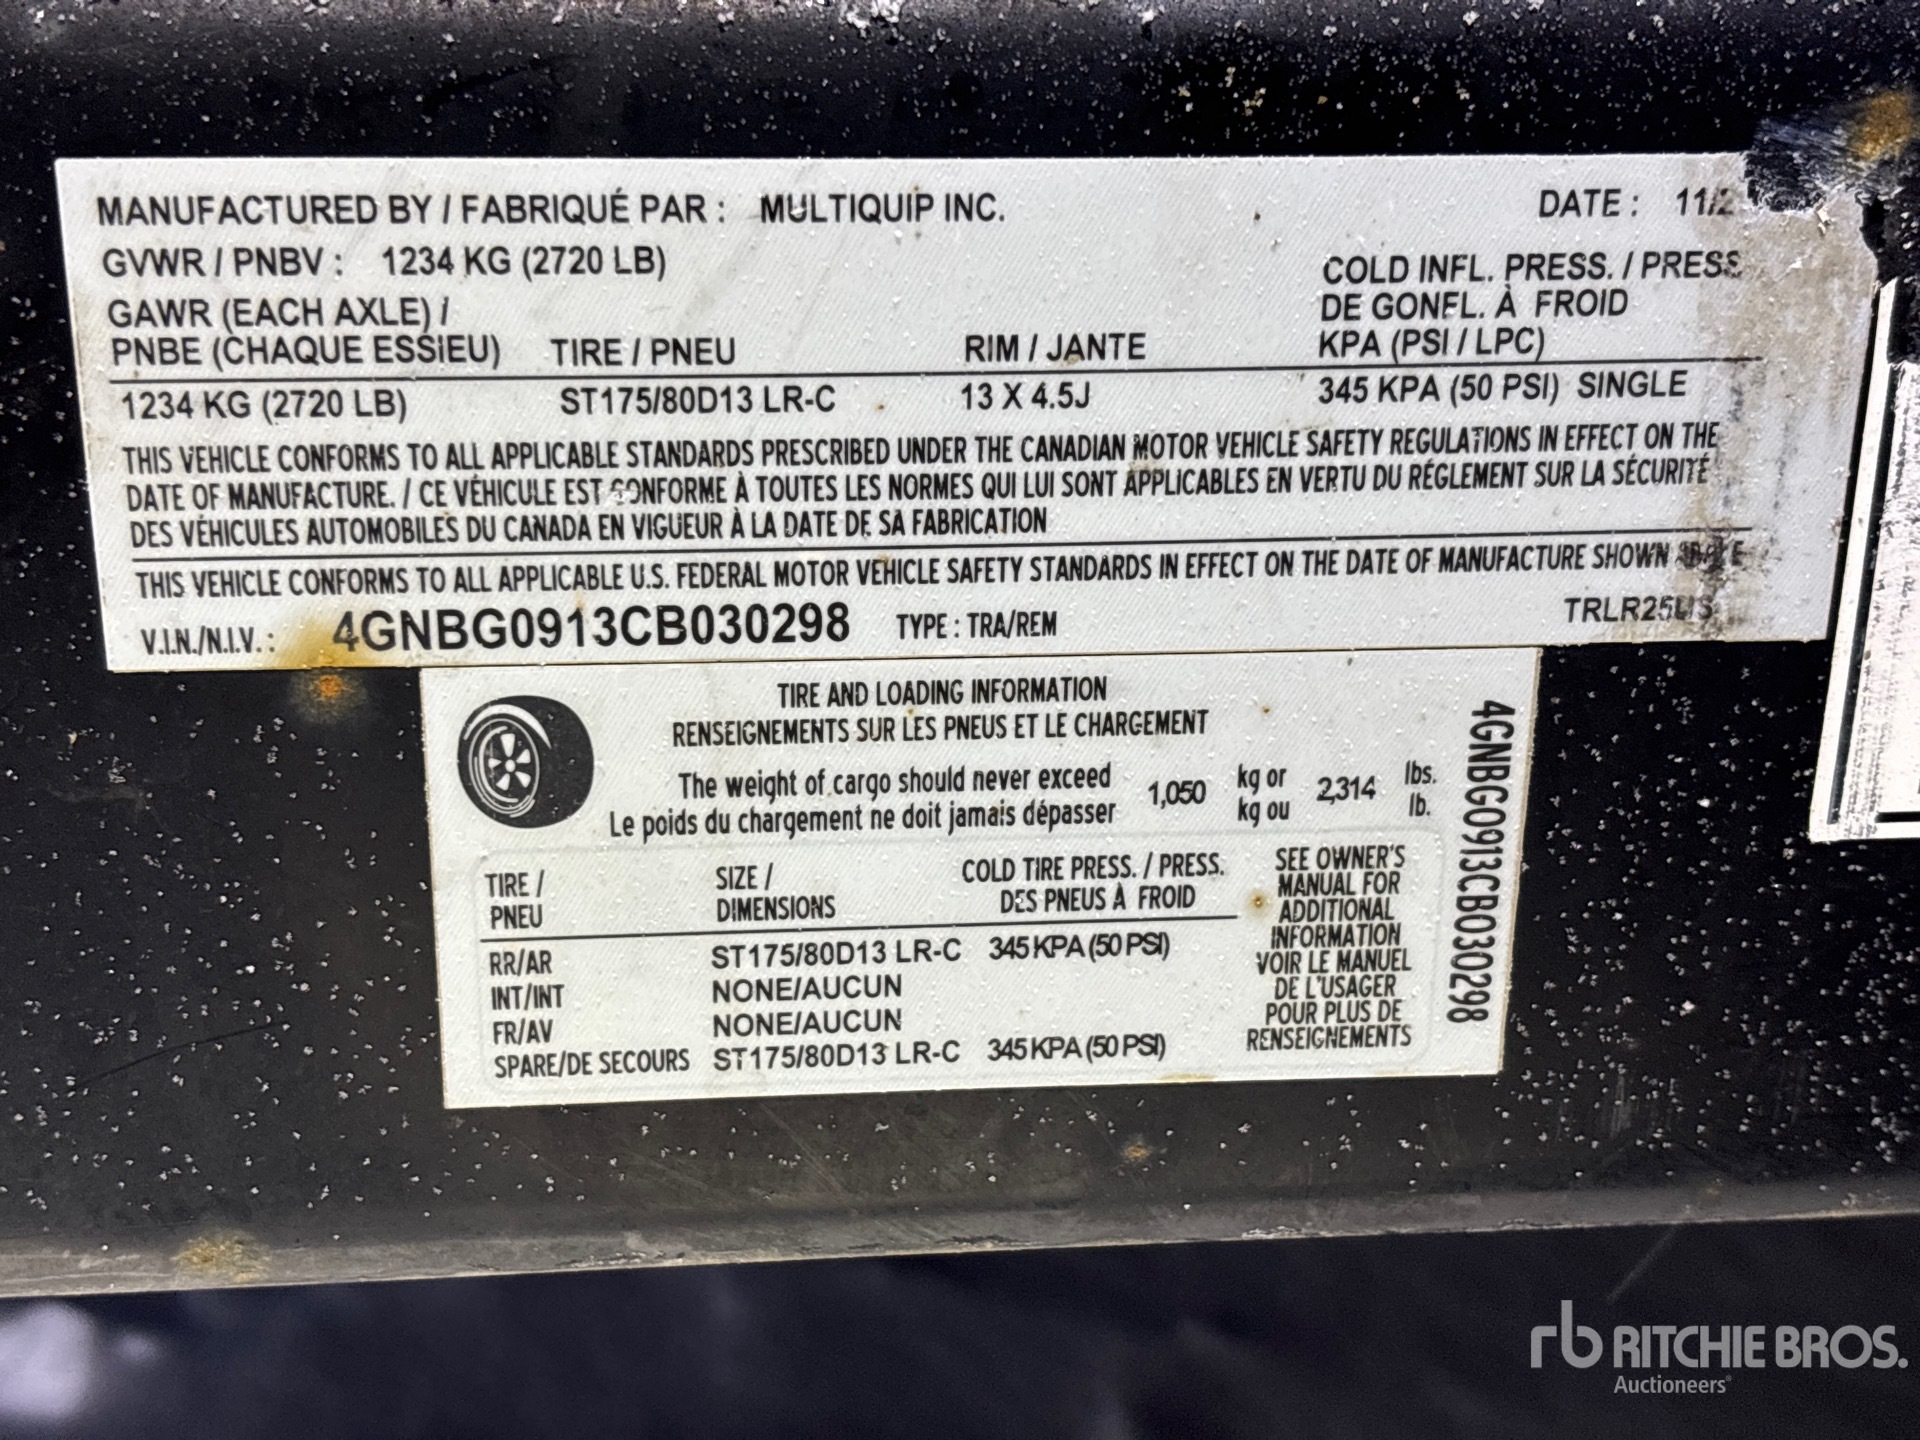 MANUFACTURED BY / FABRIQUÉ PAR : MULTIQUIP INC. DATE : 11/2
GVWR / PNBV : 1234 KG (2720 LB)
COLD INFL. PRESS. / PRESS
DE GONFL. À FROID
KPA (PSI / LPC)
GAWR (EACH AXLE) /
PNBE (CHAQUE ESSIEU) TIRE / PNEU RIM / JANTE
1234 KG (2720 LB) ST175/80D13 LR-C 13 X 4.5J 345 KPA (50 PSI) SINGLE
THIS VEHICLE CONFORMS TO ALL APPLICABLE STANDARDS PRESCRIBED UNDER THE CANADIAN MOTOR VEHICLE SAFETY REGULATIONS IN EFFECT ON THE
DATE OF MANUFACTURE. / CE VÉHICULE EST CONFORME À TOUTES LES NORMES QUI LUI SONT APPLICABLES EN VERTU DU RÉGLEMENT SUR LA SÉCURITÉ
DES VÉHICULES AUTOMOBILES DU CANADA EN VIGUEUR À LA DATE DE SA FABRICATION
THIS VEHICLE CONFORMS TO ALL APPLICABLE U.S. FEDERAL MOTOR VEHICLE SAFETY STANDARDS IN EFFECT ON THE DATE OF MANUFACTURE SHOWN
V.I.N./N.I.V. : 4GNBG0913CB030298 TYPE : TRA/REM TRLR25US
TIRE AND LOADING INFORMATION
RENSEIGNEMENTS SUR LES PNEUS ET LE CHARGEMENT
The weight of cargo should never exceed 1,050 kg or 2,314 lbs.
Le poids du chargement ne doit jamais dépasser kg ou lb.
TIRE / SIZE / COLD TIRE PRESS. / PRESS.
PNEU DIMENSIONS DES PNEUS À FROID
RR/AR ST175/80D13 LR-C 345 KPA (50 PSI)
INT/INT NONE/AUCUN
FR/AV NONE/AUCUN
SPARE/DE SECOURS ST175/80D13 LR-C 345 KPA (50 PSI)
SEE OWNER'S
MANUAL FOR
ADDITIONAL
INFORMATION
VOIR LE MANUEL
DE L'USAGER
POUR PLUS DE
RENSEIGNEMENTS
4GNBG0913CB030298
rb RITCHIE BROS.
Auctioneers